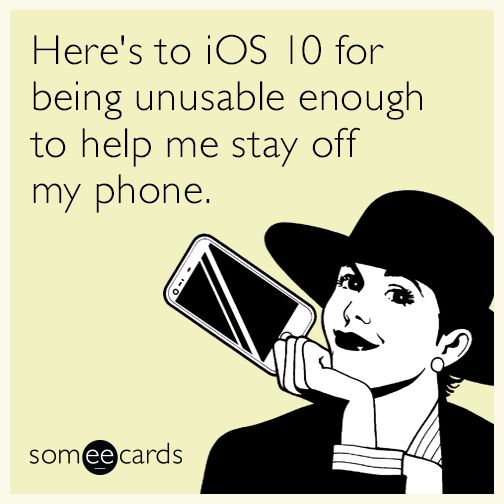 Here's to iOS 10 for
being unusable enough
to help me stay off
my phone.
someecards